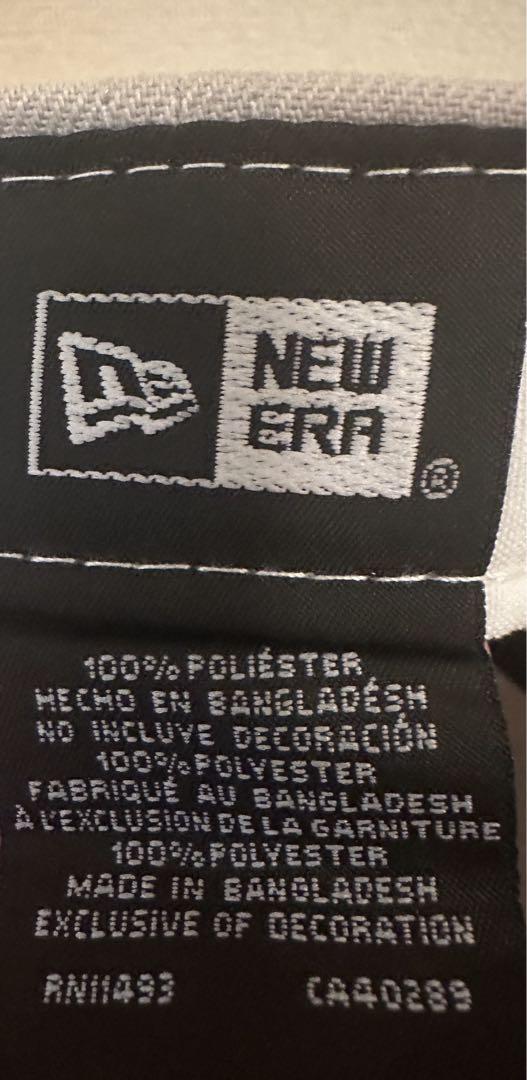 NEW
ERA
®
100% POLIÉSTER
HECHO EN BANGLADÉSH
NO INCLUVE DECORACIÓN
100% POLYESTER
FABRIQUÉ AU BANGLADESH
À L'EXCLUSION DE LA GARNITURE
100% POLYESTER
MADE IN BANGLADESH
EXCLUSIVE OF DECORATION
RN11493 CA40289